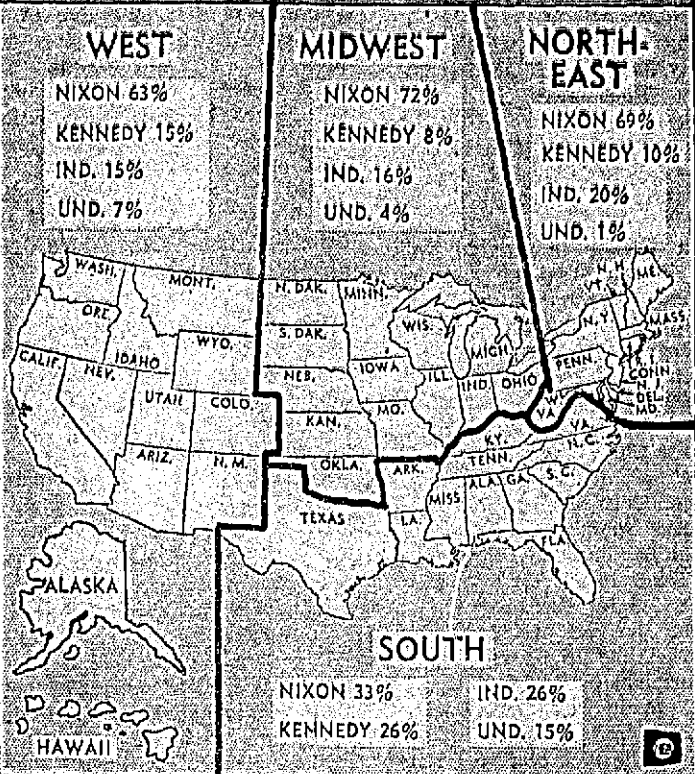 WEST
NIXON 63%
KENNEDY 15%
IND. 15%
UND. 7%
MIDWEST
NIXON 72%
KENNEDY 8%
IND. 16%
UND. 4%
NORTH-
EAST
NIXON 69%
KENNEDY 10%
IND. 20%
UND. 1%
WASH.
MONT.
N. DAK.
MINN.
VT.
N.H.
ME.
ORE.
IDAHO
WYO.
S. DAK.
WIS.
MICH.
N.Y.
MASS.
CALIF.
NEV.
UTAH
COLO.
NEB.
IOWA
ILL.
IND.
OHIO
PENN.
R.I.
CONN.
N.J.
DEL.
MD.
KAN.
MO.
W.
VA.
VA.
KY.
N.C.
TENN.
ARIZ.
N.M.
OKLA.
ARK.
S.C.
MISS.
ALA.
GA.
TEXAS
LA.
FLA.
ALASKA
HAWAII
SOUTH
NIXON 33%
KENNEDY 26%
IND. 26%
UND. 15%